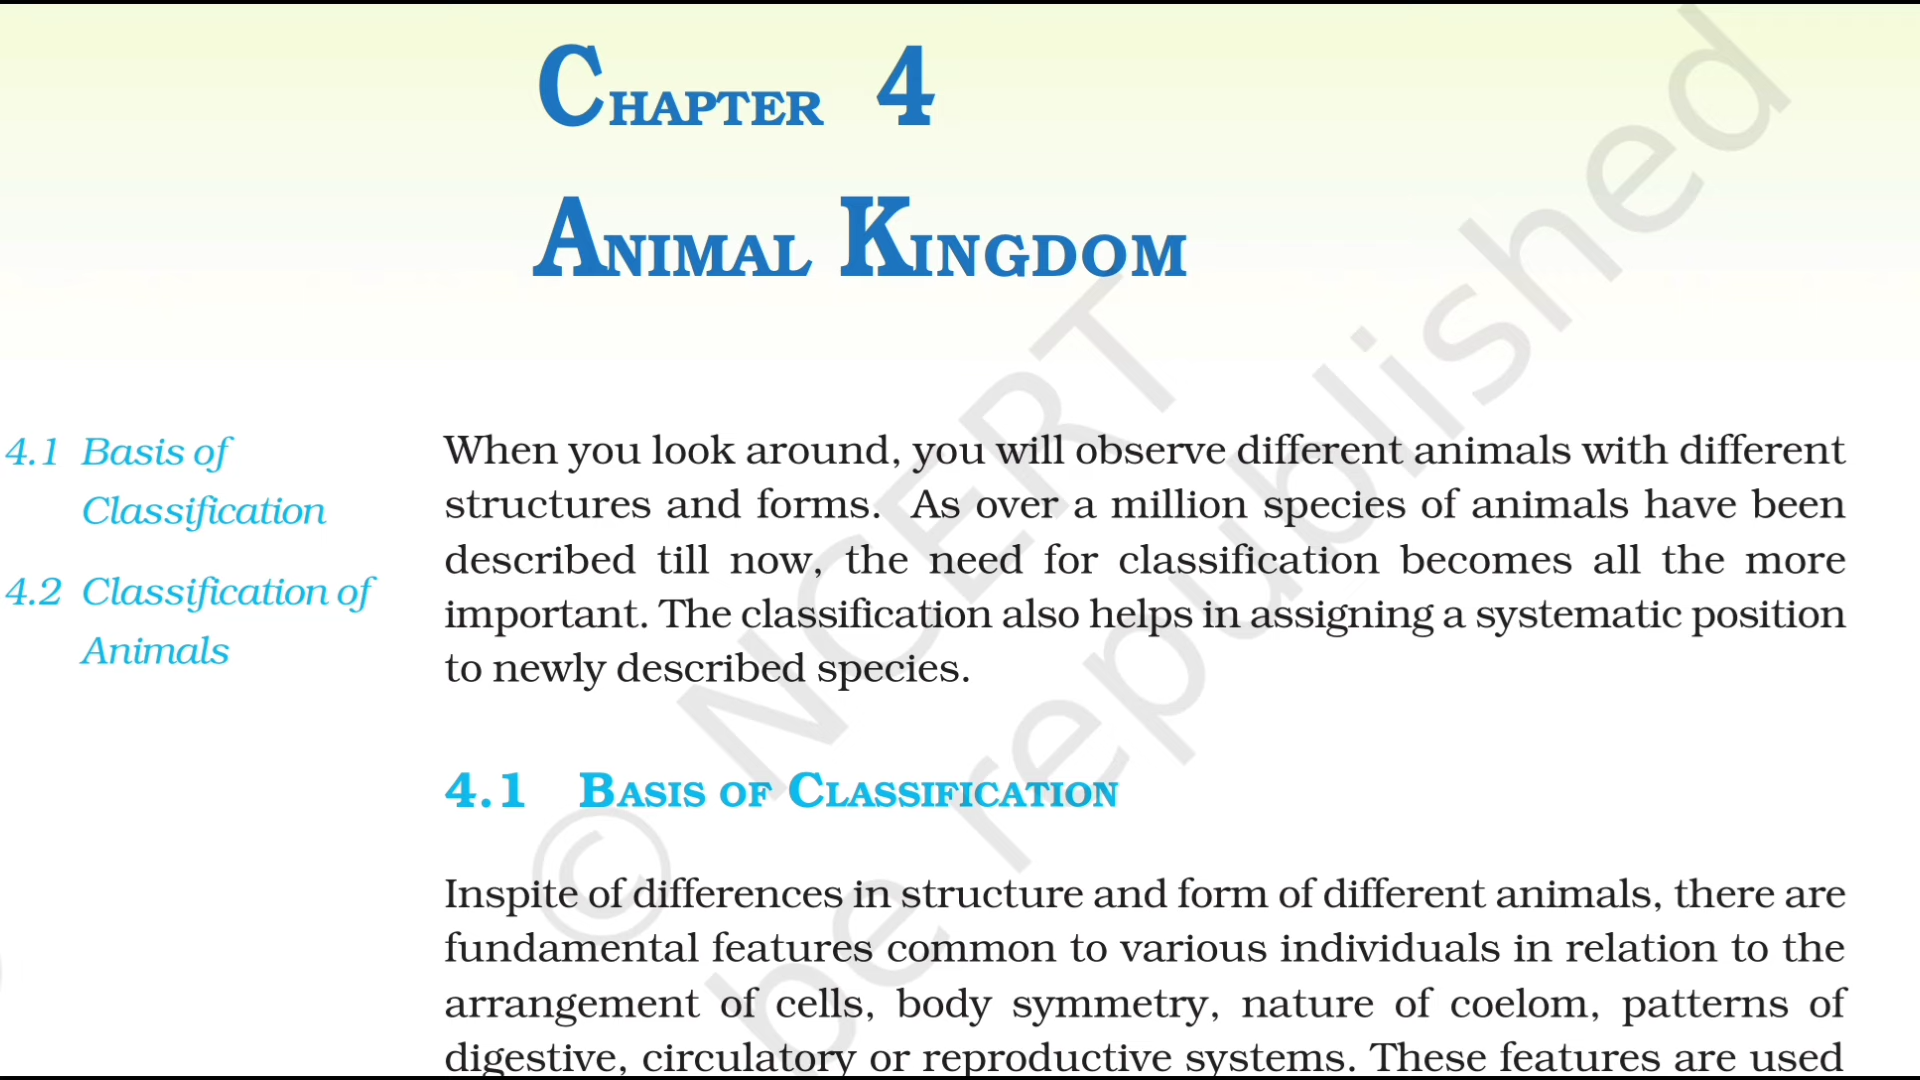 CHAPTER 4
ANIMAL KINGDOM
4.1 Basis of
Classification
4.2 Classification of
Animals
When you look around, you will observe different animals with different
structures and forms. As over a million species of animals have been
described till now, the need for classification becomes all the more
important. The classification also helps in assigning a systematic position
to newly described species.
4.1 BASIS OF CLASSIFICATION
Inspite of differences in structure and form of different animals, there are
fundamental features common to various individuals in relation to the
arrangement of cells, body symmetry, nature of coelom, patterns of
digestive, circulatory or reproductive systems. These features are used
© NCERT
be republished